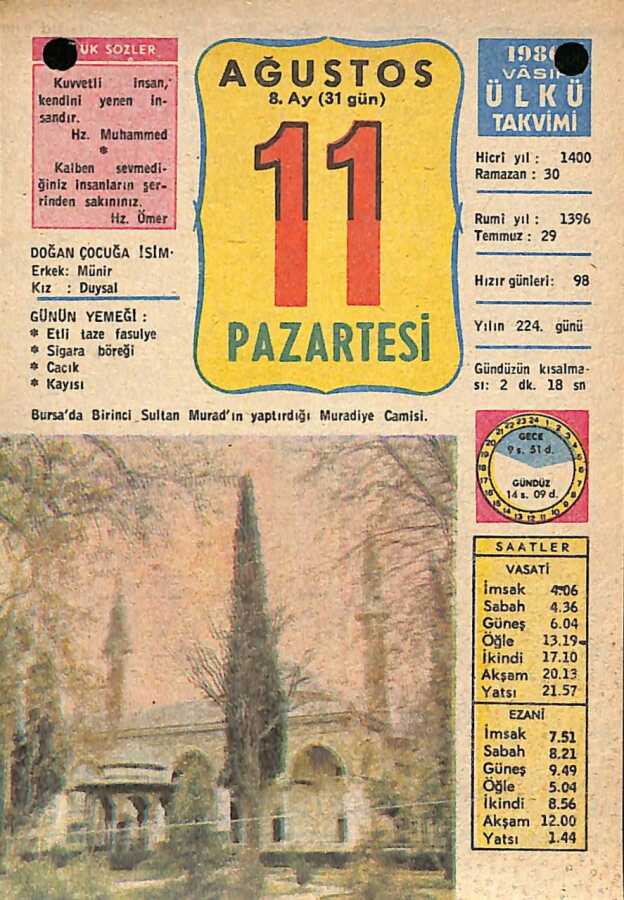 ÜK SÖZLER
Kuvvetli insan,
kendini yenen in-
sandır.
Hz. Muhammed
*
Kalben sevmedi-
ğiniz insanların şer-
rinden sakınınız.
Hz. Ömer
DOĞAN ÇOCUĞA İSİM·
Erkek: Münir
Kız : Duysal
GÜNÜN YEMEĞİ :
* Etli taze fasulye
* Sigara böreği
* Cacık
* Kayısı
AĞUSTOS
8. Ay (31 gün)
11
PAZARTESİ
198
VÂSI
ÜLKÜ
TAKVİMİ
Hicri yıl : 1400
Ramazan : 30
Rumi yıl : 1396
Temmuz : 29
Hızır günleri: 98
Yılın 224. günü
Gündüzün kısalma-
sı: 2 dk. 18 sn
Bursa'da Birinci Sultan Murad'ın yaptırdığı Muradiye Camisi.
GECE
9 s. 51 d.
GÜNDÜZ
14 s. 09 d.
SAATLER
VASATİ
İmsak 4.06
Sabah 4.36
Güneş 6.04
Öğle 13.19
İkindi 17.10
Akşam 20.13
Yatsı 21.57
EZANİ
İmsak 7.51
Sabah 8.21
Güneş 9.49
Öğle 5.04
İkindi 8.56
Akşam 12.00
Yatsı 1.44